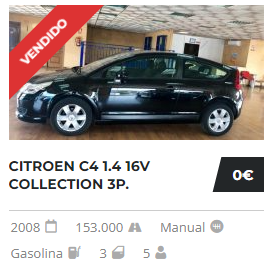 VENDIDO
CITROEN C4 1.4 16V
COLLECTION 3P.
0€
2008 153.000 Manual
Gasolina 3 5